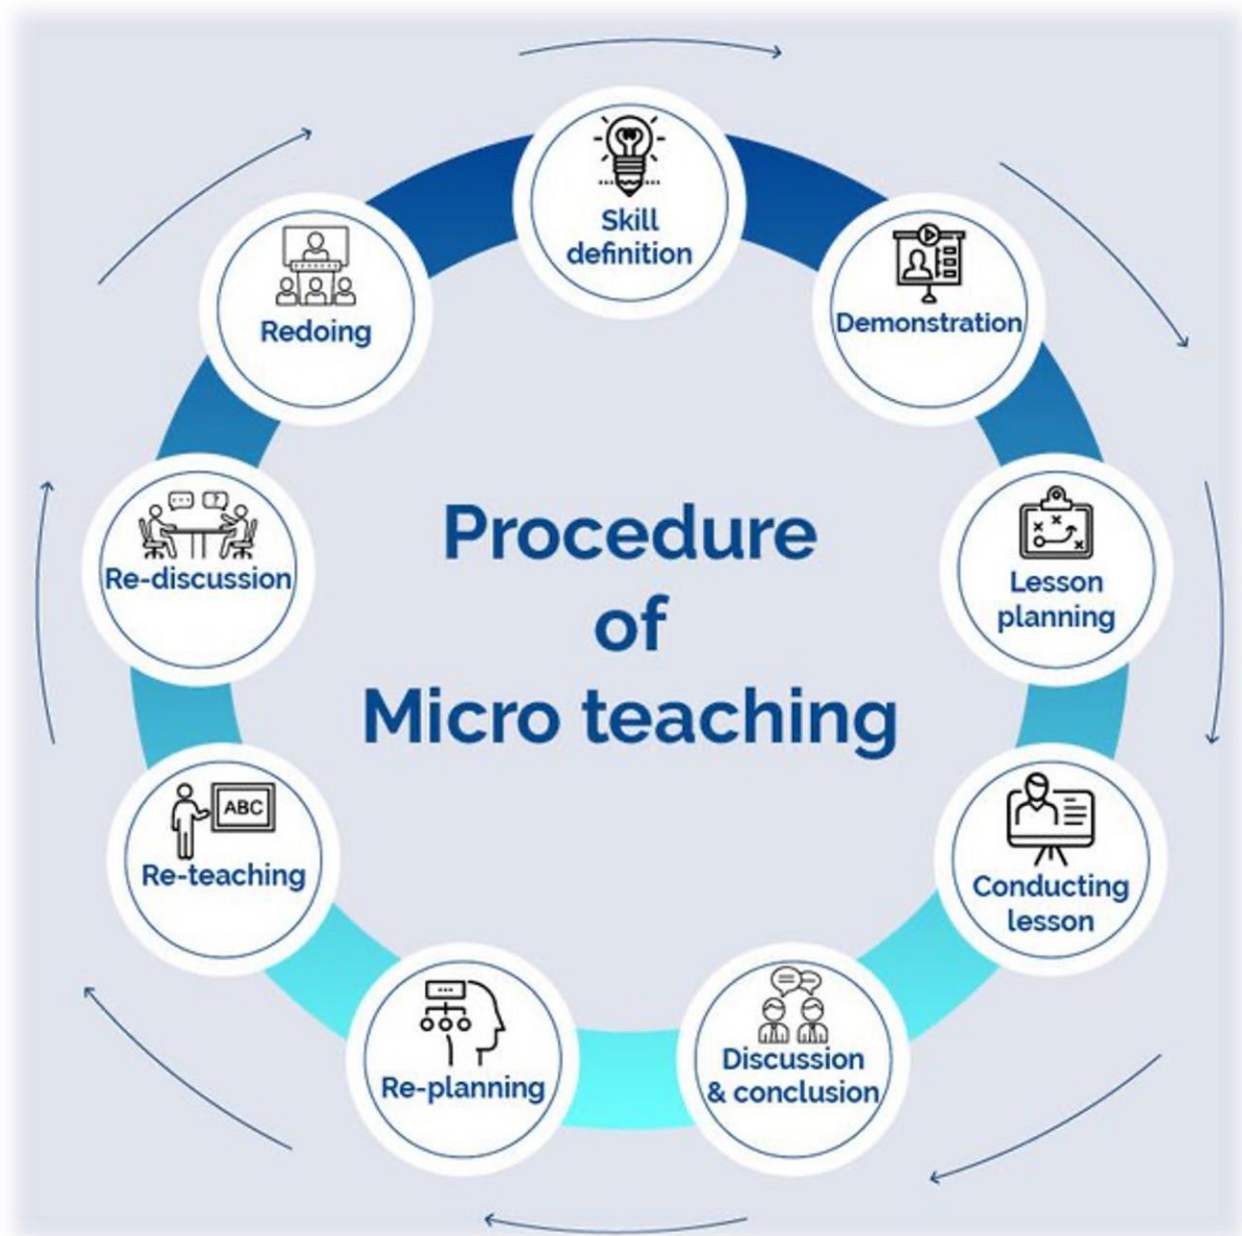 Procedure
of
Micro teaching
Skill
definition
Demonstration
Lesson
planning
Conducting
lesson
Discussion
& conclusion
Re-planning
Re-teaching
ABC
Re-discussion
?
Redoing